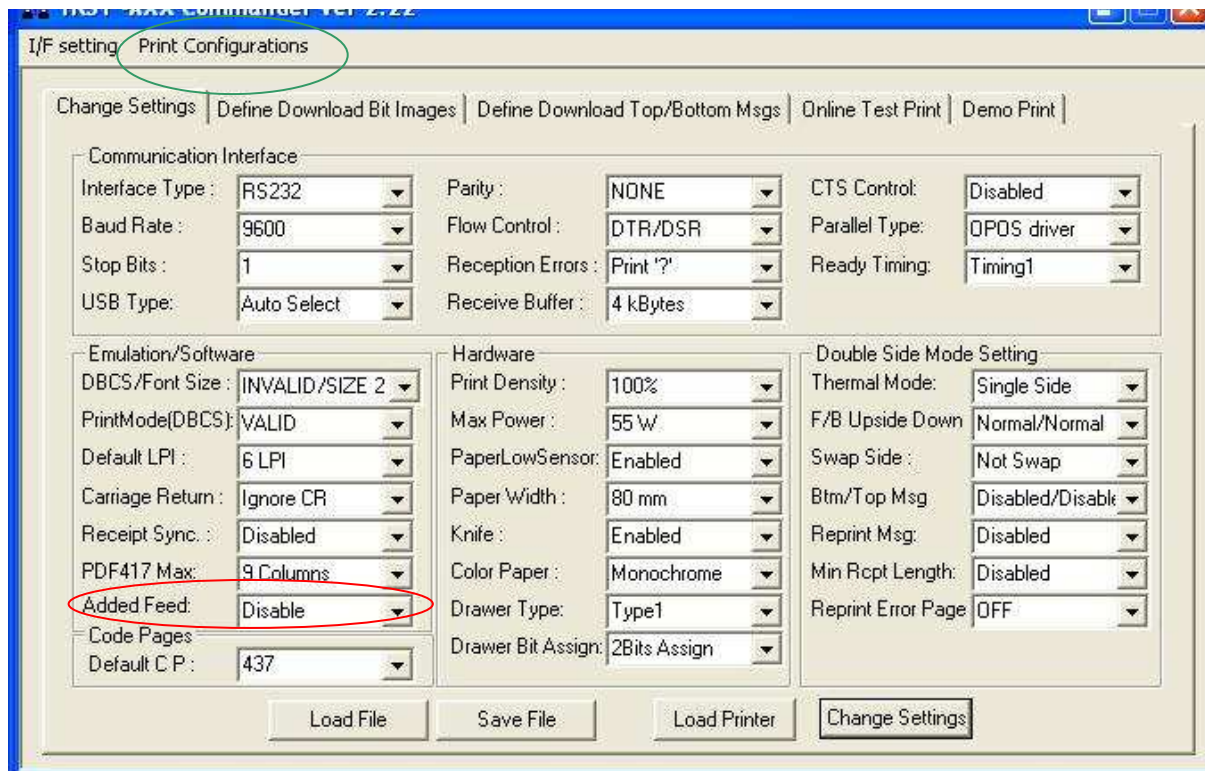 Commander Ver 2.22
I/F setting Print Configurations
Change Settings Define Download Bit Images Define Download Top/Bottom Msgs Online Test Print Demo Print
Communication Interface
Interface Type : RS232 Parity : NONE CTS Control: Disabled
Baud Rate : 9600 Flow Control : DTR/DSR Parallel Type: OPOS driver
Stop Bits : 1 Reception Errors : Print '?' Ready Timing: Timing1
USB Type: Auto Select Receive Buffer : 4 kBytes
Emulation/Software Hardware Double Side Mode Setting
DBCS/Font Size : INVALID/SIZE 2 Print Density : 100% Thermal Mode: Single Side
PrintMode(DBCS): VALID Max Power : 55 W F/B Upside Down Normal/Normal
Default LPI : 6 LPI PaperLowSensor: Enabled Swap Side : Not Swap
Carriage Return : Ignore CR Paper Width : 80 mm Btm/Top Msg Disabled/Disable
Receipt Sync. : Disabled Knife : Enabled Reprint Msg: Disabled
PDF417 Max: 9 Columns Color Paper : Monochrome Min Rcpt Length: Disabled
Added Feed: Disable Drawer Type: Type1 Reprint Error Page OFF
Code Pages Drawer Bit Assign: 2Bits Assign
Default C P : 437
Load File Save File Load Printer Change Settings